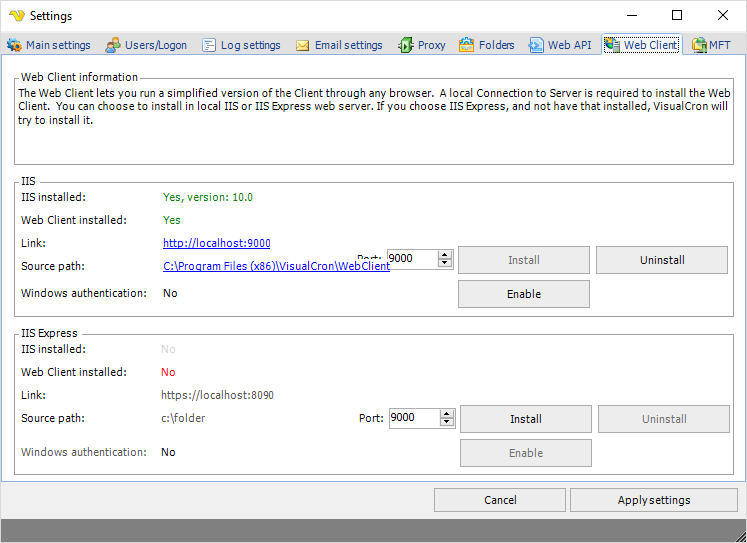 Settings
Main settings Users/Logon Log settings Email settings Proxy Folders Web API Web Client MFT
Web Client information
The Web Client lets you run a simplified version of the Client through any browser. A local Connection to Server is required to install the Web
Client. You can choose to install in local IIS or IIS Express web server. If you choose IIS Express, and not have that installed, VisualCron will
try to install it.
IIS
IIS installed: Yes, version: 10.0
Web Client installed: Yes
Link: http://localhost:9000
Port: 9000 Install Uninstall
Source path: C:\Program Files (x86)\VisualCron\WebClient
Windows authentication: No Enable
IIS Express
IIS installed: No
Web Client installed: No
Link: https://localhost:8090
Source path: c:\folder Port: 9000 Install Uninstall
Windows authentication: No Enable
Cancel Apply settings